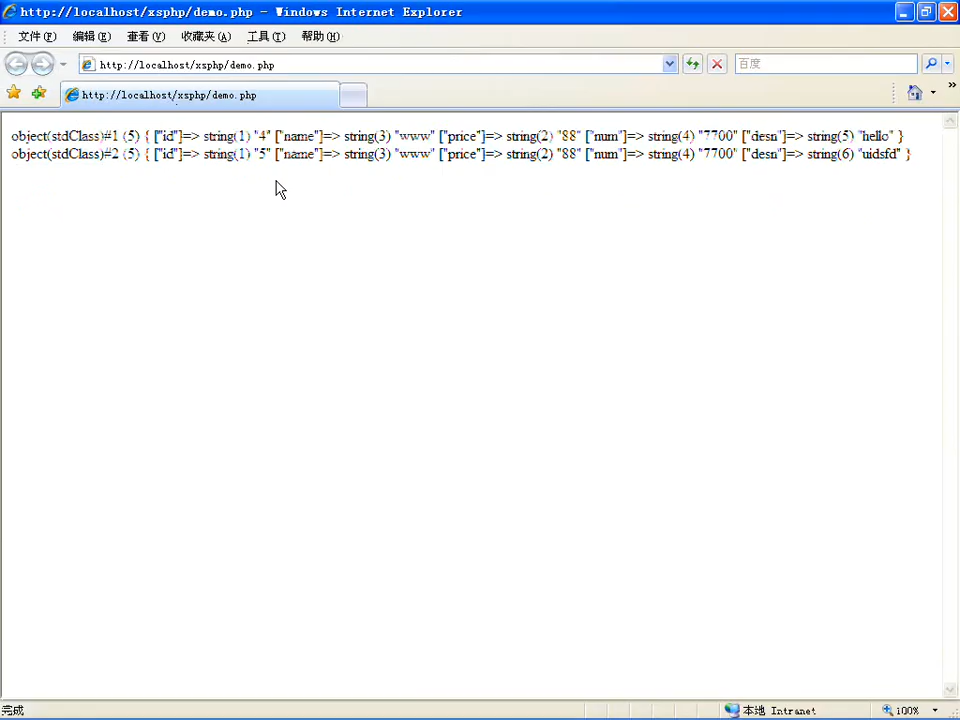 http://localhost/xsphp/demo.php - Windows Internet Explorer
文件(F) 编辑(E) 查看(V) 收藏夹(A) 工具(T) 帮助(H)
http://localhost/xsphp/demo.php 百度
http://localhost/xsphp/demo.php
object(stdClass)#1 (5) { ["id"]=> string(1) "4" ["name"]=> string(3) "www" ["price"]=> string(2) "88" ["num"]=> string(4) "7700" ["desn"]=> string(5) "hello" }
object(stdClass)#2 (5) { ["id"]=> string(1) "5" ["name"]=> string(3) "www" ["price"]=> string(2) "88" ["num"]=> string(4) "7700" ["desn"]=> string(6) "uidsfd" }
完成 本地 Intranet 100%